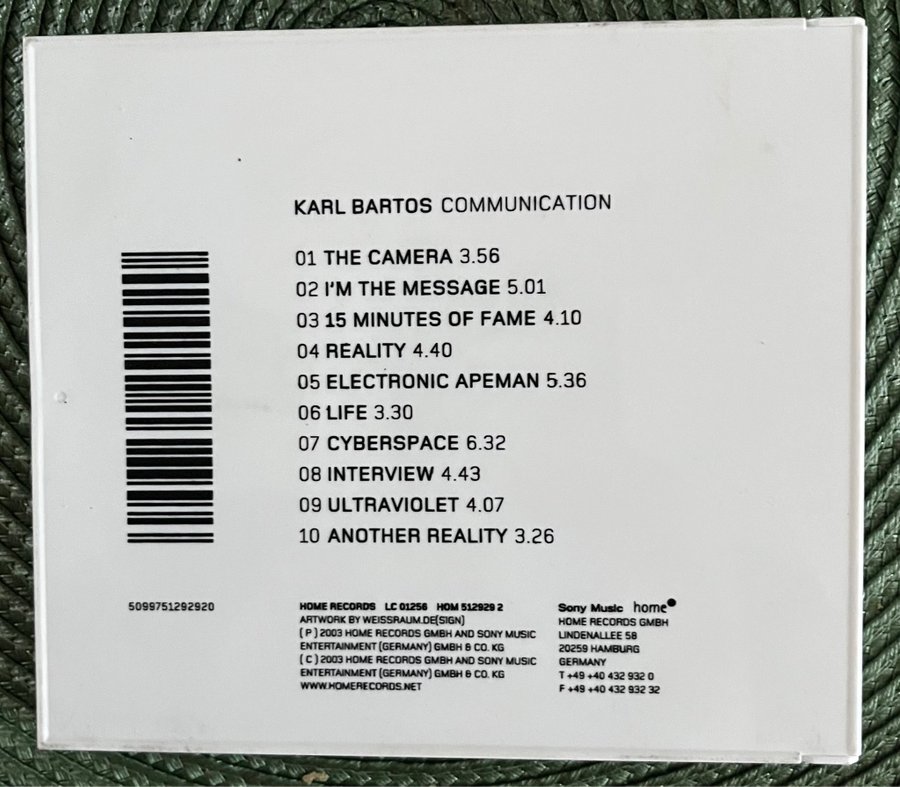 KARL BARTOS COMMUNICATION
01 THE CAMERA 3.56
02 I'M THE MESSAGE 5.01
03 15 MINUTES OF FAME 4.10
04 REALITY 4.40
05 ELECTRONIC APEMAN 5.36
06 LIFE 3.30
07 CYBERSPACE 6.32
08 INTERVIEW 4.43
09 ULTRAVIOLET 4.07
10 ANOTHER REALITY 3.26
5099751292920
HOME RECORDS LC 01256 HOM 512929 2
ARTWORK BY WEISSRAUM.DE(SIGN)
( P ) 2003 HOME RECORDS GMBH AND SONY MUSIC
ENTERTAINMENT (GERMANY) GMBH & CO. KG
( C ) 2003 HOME RECORDS GMBH AND SONY MUSIC
ENTERTAINMENT (GERMANY) GMBH & CO. KG
WWW.HOMERECORDS.NET
Sony Music home
HOME RECORDS GMBH
LINDENALLEE 58
20259 HAMBURG
GERMANY
T +49 +40 432 932 0
F +49 +40 432 932 32